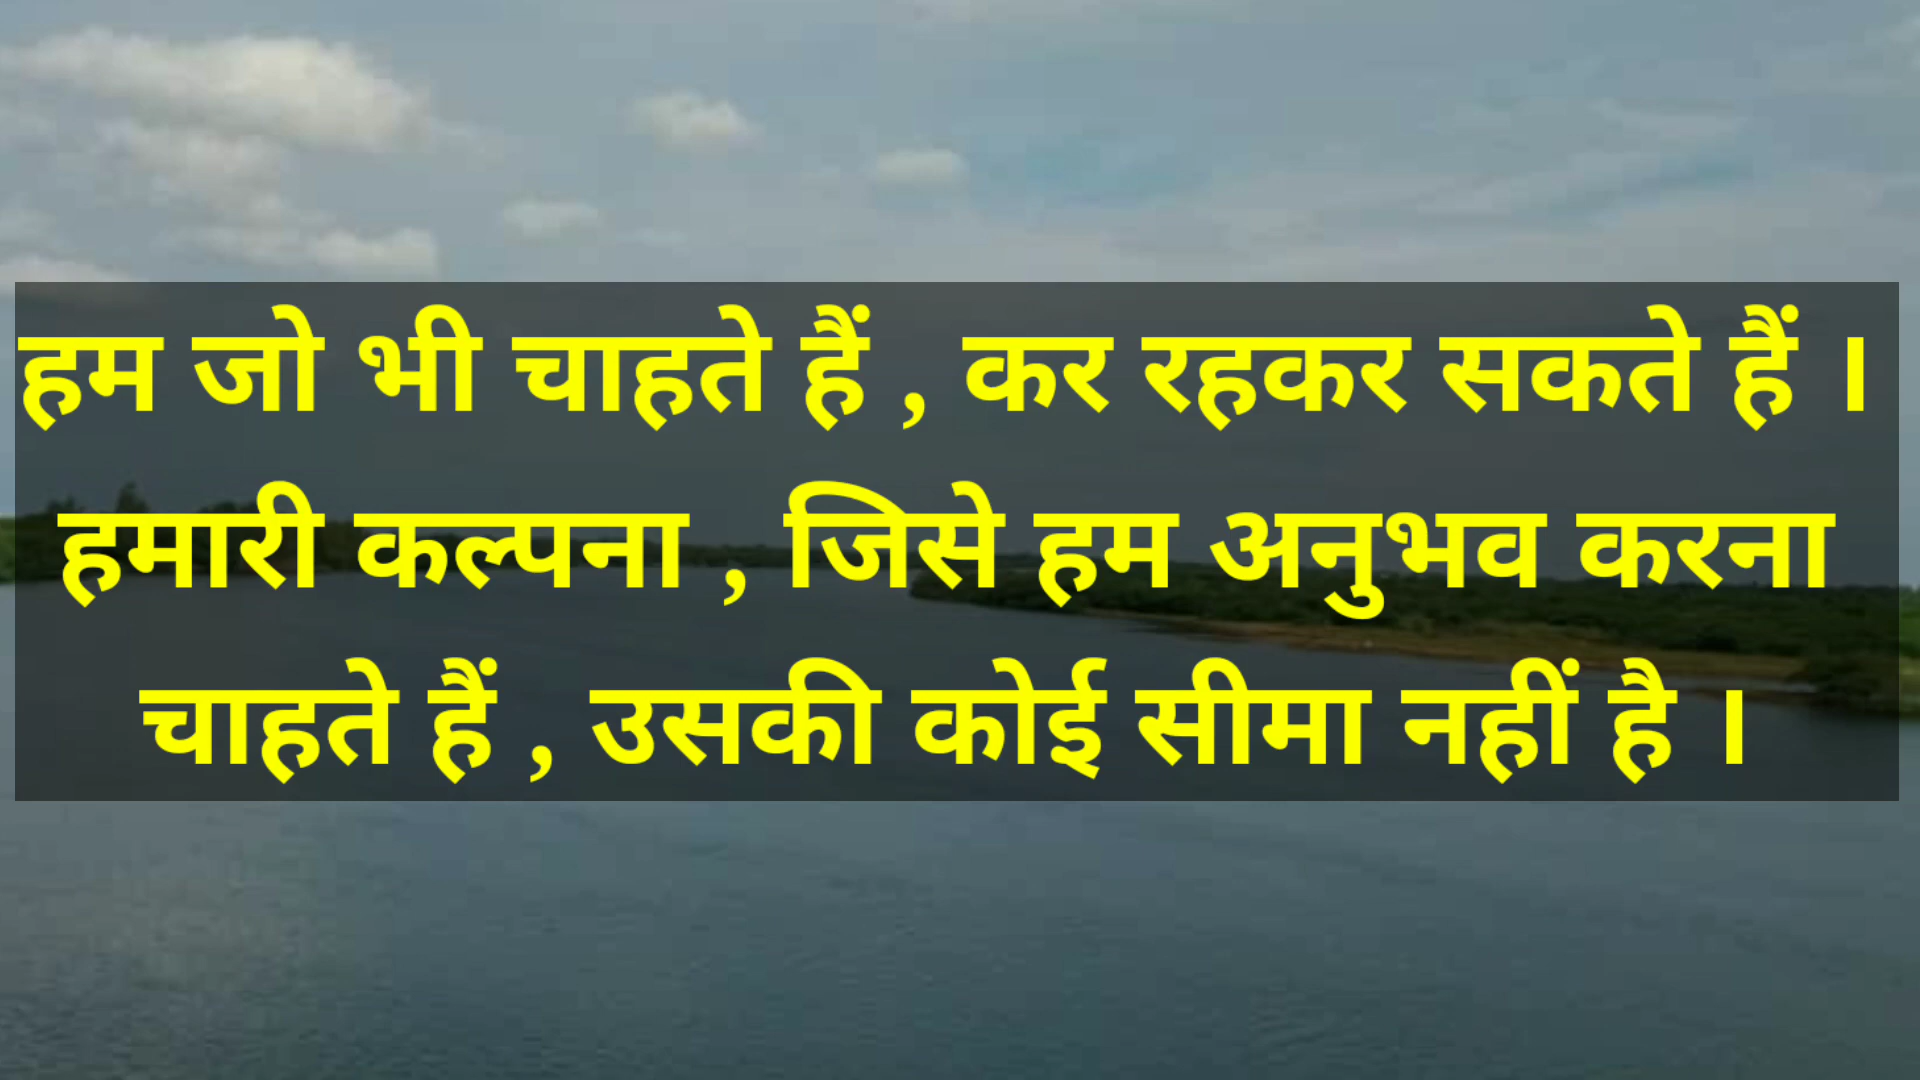 हम जो भी चाहते हैं , कर रहकर सकते हैं ।
हमारी कल्पना , जिसे हम अनुभव करना
चाहते हैं , उसकी कोई सीमा नहीं है ।